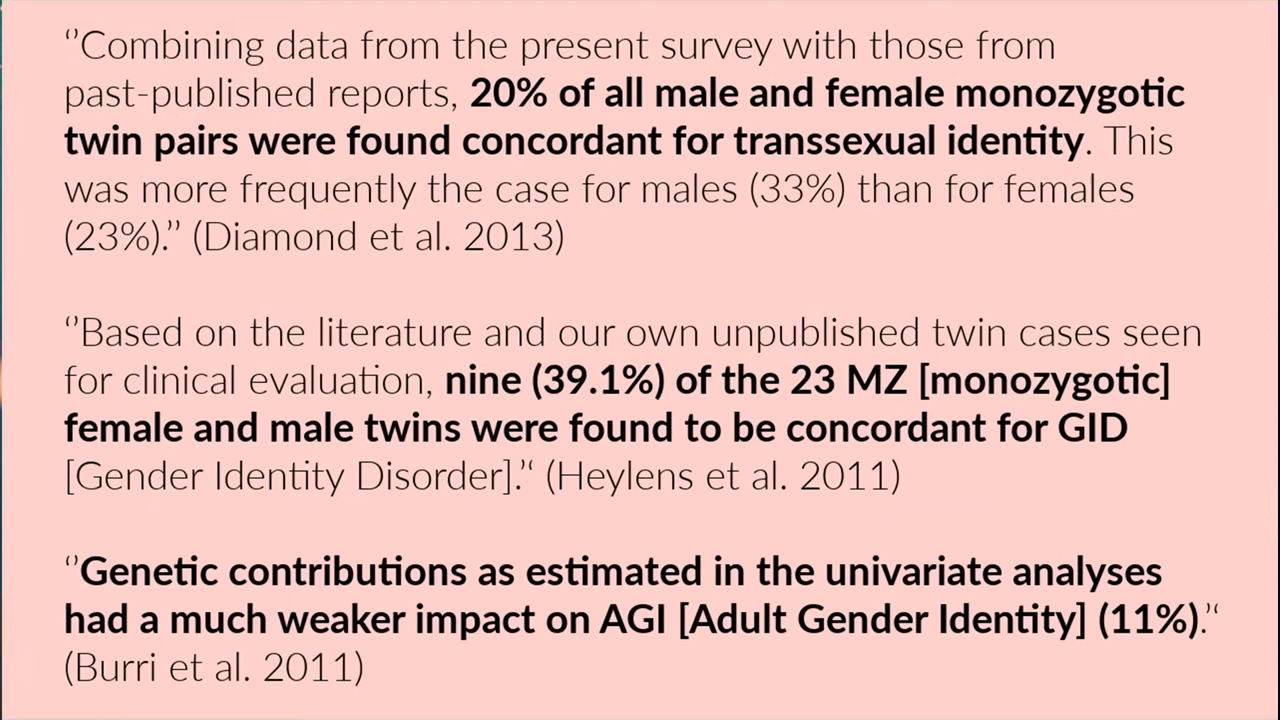 ‘’Combining data from the present survey with those from
past-published reports, 20% of all male and female monozygotic
twin pairs were found concordant for transsexual identity. This
was more frequently the case for males (33%) than for females
(23%).’’ (Diamond et al. 2013)
‘’Based on the literature and our own unpublished twin cases seen
for clinical evaluation, nine (39.1%) of the 23 MZ [monozygotic]
female and male twins were found to be concordant for GID
[Gender Identity Disorder].’‘ (Heylens et al. 2011)
‘’Genetic contributions as estimated in the univariate analyses
had a much weaker impact on AGI [Adult Gender Identity] (11%).’‘
(Burri et al. 2011)